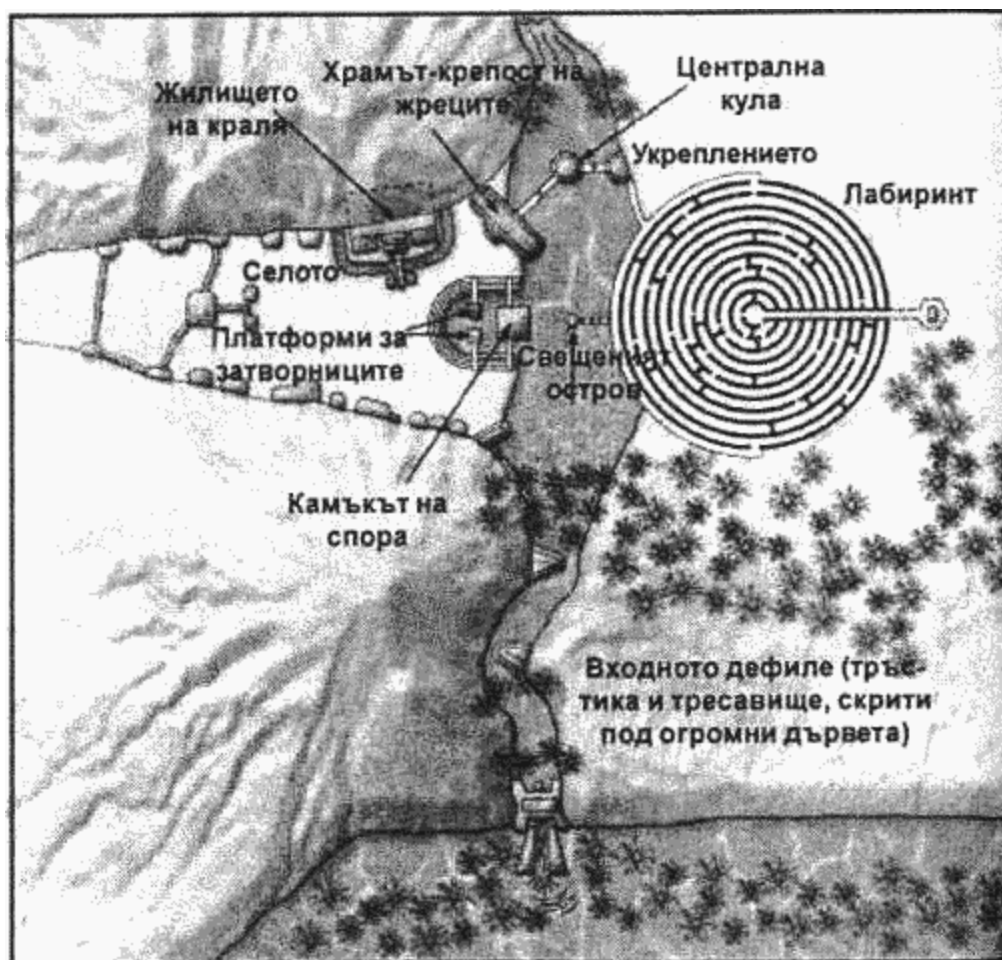 Храмът-крепост на
жреците
Централна
кула
Жилището
на краля
Укреплението
Лабиринт
Селото
Платформи за
затворниците
Свещеният
остров
Камъкът на
спора
Входното дефиле (тръс-
тика и тресавище, скрити
под огромни дървета)